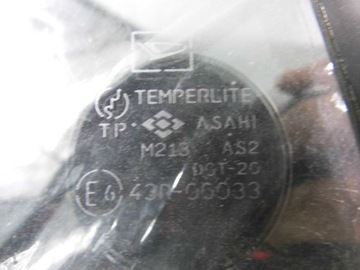 TEMPERLITE
TP ASAHI
M213 AS2
DOT-20
E6 43R-00033